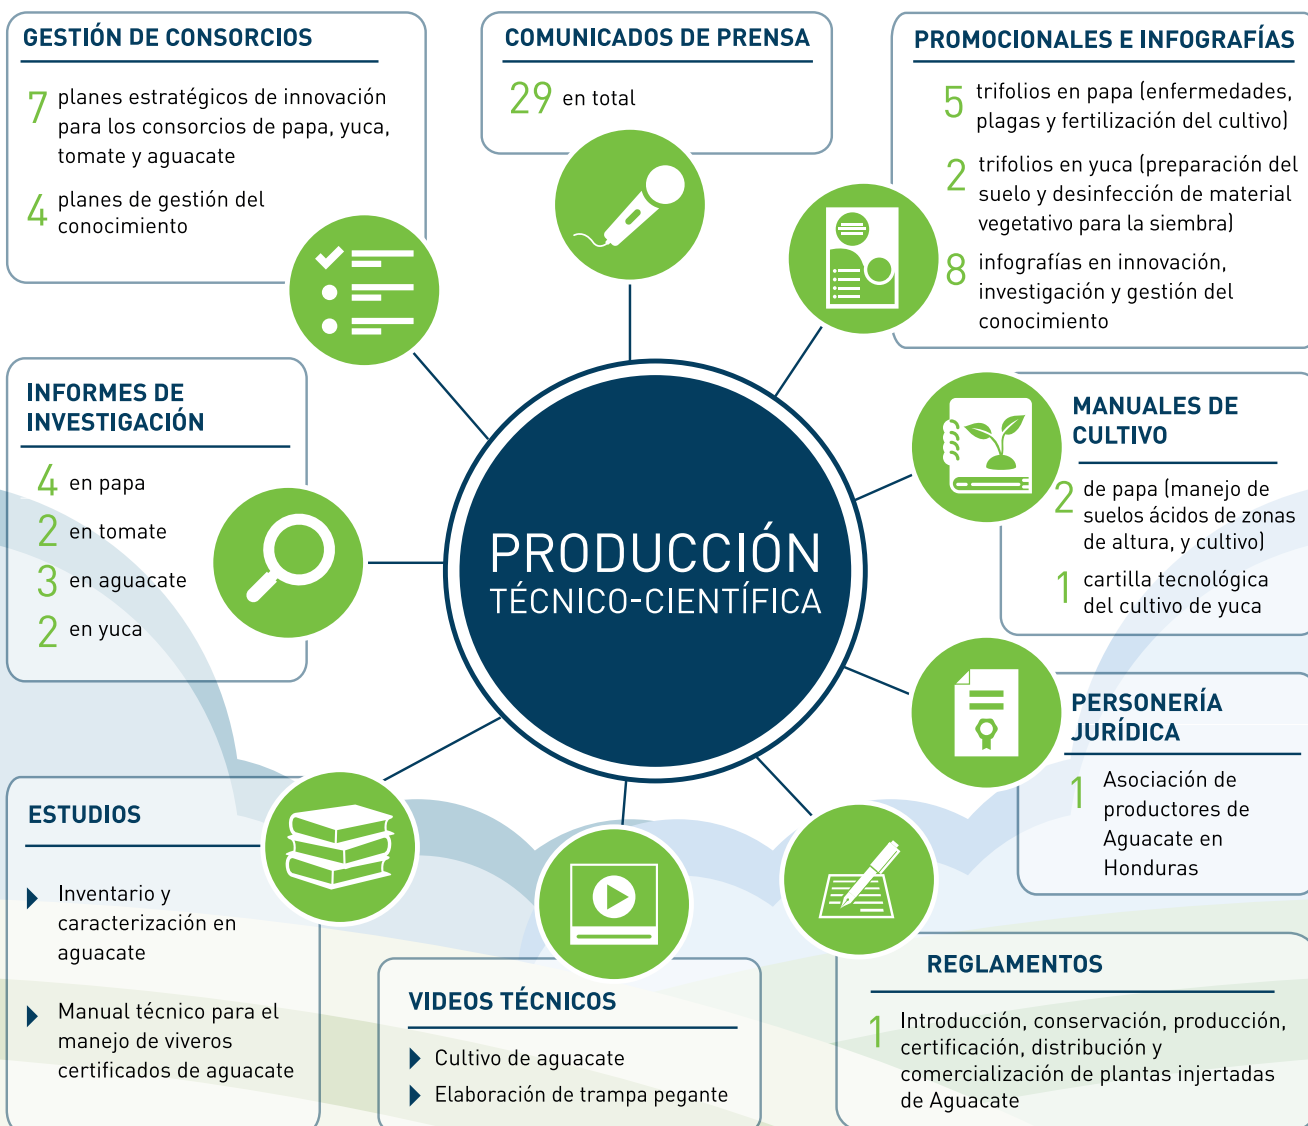 GESTIÓN DE CONSORCIOS
7 planes estratégicos de innovación
para los consorcios de papa, yuca,
tomate y aguacate
4 planes de gestión del
conocimiento
COMUNICADOS DE PRENSA
29 en total
PROMOCIONALES E INFOGRAFÍAS
5 trifolios en papa (enfermedades,
plagas y fertilización del cultivo)
2 trifolios en yuca (preparación del
suelo y desinfección de material
vegetativo para la siembra)
8 infografías en innovación,
investigación y gestión del
conocimiento
INFORMES DE
INVESTIGACIÓN
4 en papa
2 en tomate
3 en aguacate
2 en yuca
PRODUCCIÓN
TÉCNICO-CIENTÍFICA
MANUALES DE
CULTIVO
2 de papa (manejo de
suelos ácidos de zonas
de altura, y cultivo)
1 cartilla tecnológica
del cultivo de yuca
PERSONERÍA
JURÍDICA
1 Asociación de
productores de
Aguacate en
Honduras
ESTUDIOS
Inventario y
caracterización en
aguacate
Manual técnico para el
manejo de viveros
certificados de aguacate
VIDEOS TÉCNICOS
Cultivo de aguacate
Elaboración de trampa pegante
REGLAMENTOS
1 Introducción, conservación, producción,
certificación, distribución y
comercialización de plantas injertadas
de Aguacate